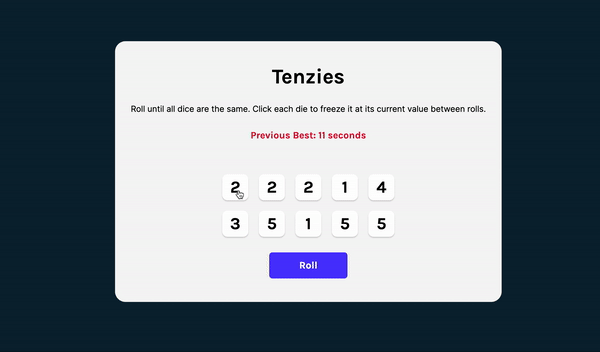 Tenzies
Roll until all dice are the same. Click each die to freeze it at its current value between rolls.
Previous Best: 11 seconds
2 2 2 1 4
3 5 1 5 5
Roll